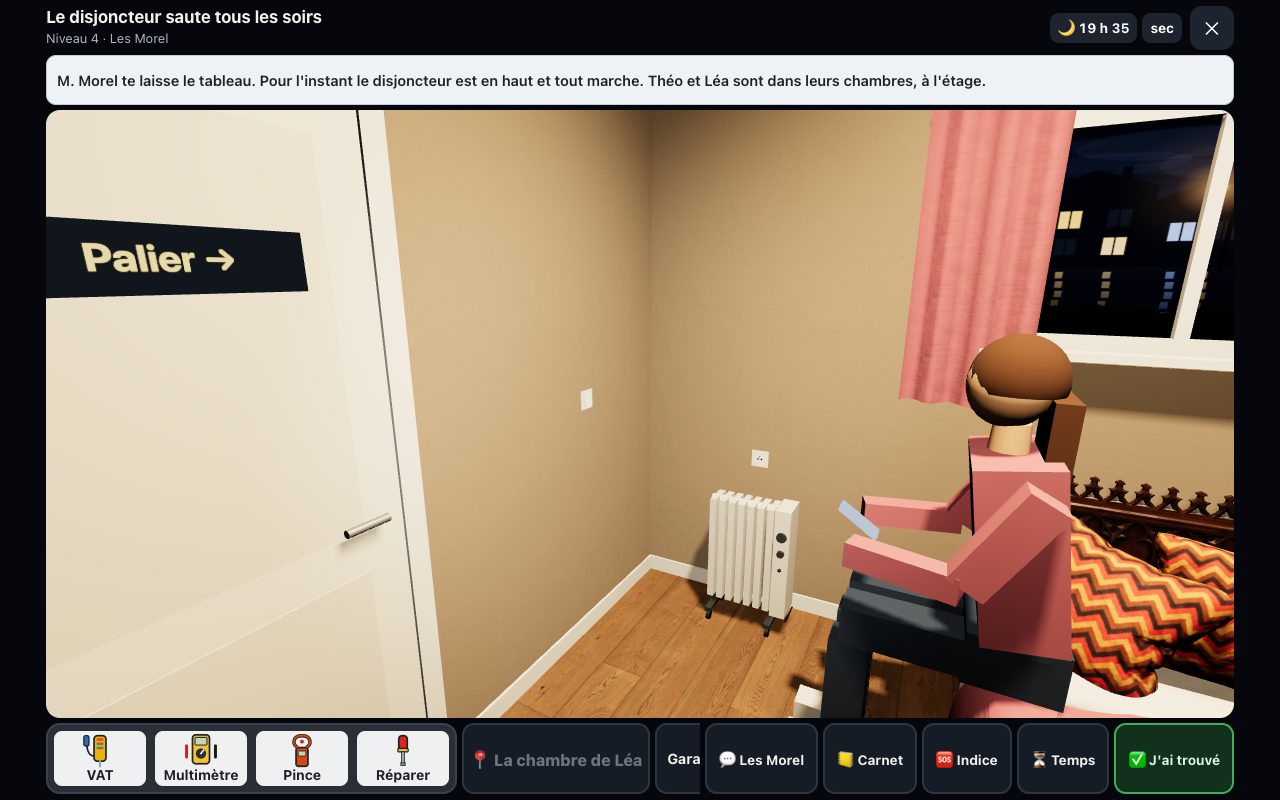 Le disjoncteur saute tous les soirs
Niveau 4 · Les Morel
🌙 19 h 35
sec
M. Morel te laisse le tableau. Pour l'instant le disjoncteur est en haut et tout marche. Théo et Léa sont dans leurs chambres, à l'étage.
Palier →
VAT
Multimètre
Pince
Réparer
📍 La chambre de Léa
Gara
💬 Les Morel
📒 Carnet
🆘 Indice
⏳ Temps
✅ J'ai trouvé